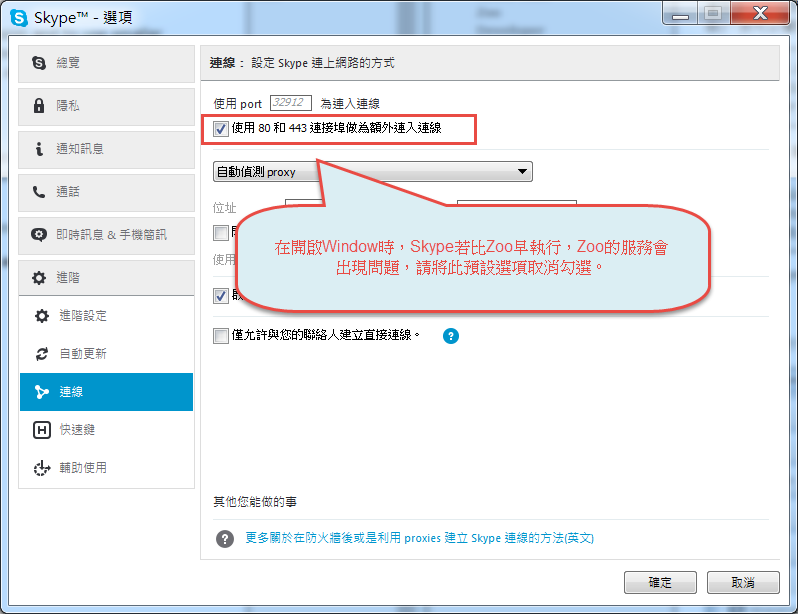 Skype™ - 選項
總覽
隱私
通知訊息
通話
即時訊息 & 手機簡訊
進階
進階設定
自動更新
連線
快速鍵
輔助使用
連線： 設定 Skype 連上網路的方式
使用 port 32912 為連入連線
使用 80 和 443 連接埠做為額外連入連線
自動偵測 proxy
位址
使用
在開啟Window時，Skype若比Zoo早執行，Zoo的服務會
出現問題，請將此預設選項取消勾選。
僅允許與您的聯絡人建立直接連線。
?
其他您能做的事
? 更多關於在防火牆後或是利用 proxies 建立 Skype 連線的方法(英文)
確定 取消